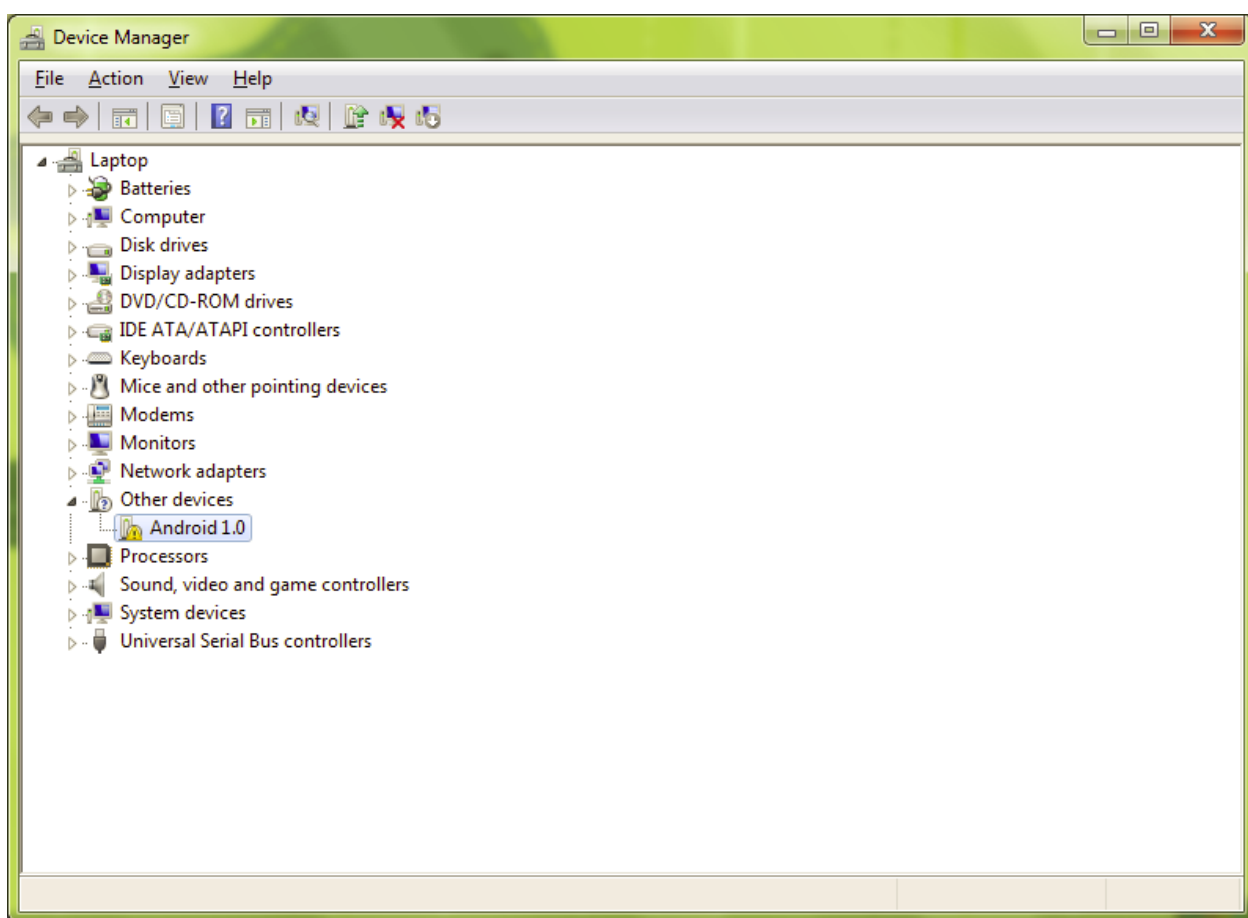 Device Manager
File Action View Help
Laptop
Batteries
Computer
Disk drives
Display adapters
DVD/CD-ROM drives
IDE ATA/ATAPI controllers
Keyboards
Mice and other pointing devices
Modems
Monitors
Network adapters
Other devices
Android 1.0
Processors
Sound, video and game controllers
System devices
Universal Serial Bus controllers